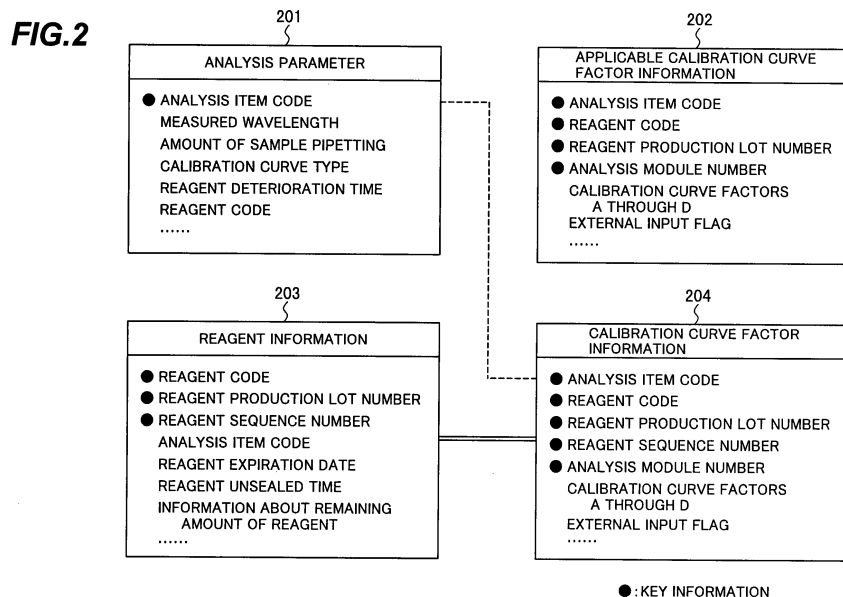 FIG.2
201
ANALYSIS PARAMETER
● ANALYSIS ITEM CODE
MEASURED WAVELENGTH
AMOUNT OF SAMPLE PIPETTING
CALIBRATION CURVE TYPE
REAGENT DETERIORATION TIME
REAGENT CODE
......
202
APPLICABLE CALIBRATION CURVE
FACTOR INFORMATION
● ANALYSIS ITEM CODE
● REAGENT CODE
● REAGENT PRODUCTION LOT NUMBER
● ANALYSIS MODULE NUMBER
CALIBRATION CURVE FACTORS
A THROUGH D
EXTERNAL INPUT FLAG
......
203
REAGENT INFORMATION
● REAGENT CODE
● REAGENT PRODUCTION LOT NUMBER
● REAGENT SEQUENCE NUMBER
ANALYSIS ITEM CODE
REAGENT EXPIRATION DATE
REAGENT UNSEALED TIME
INFORMATION ABOUT REMAINING
AMOUNT OF REAGENT
......
204
CALIBRATION CURVE FACTOR
INFORMATION
● ANALYSIS ITEM CODE
● REAGENT CODE
● REAGENT PRODUCTION LOT NUMBER
● REAGENT SEQUENCE NUMBER
● ANALYSIS MODULE NUMBER
CALIBRATION CURVE FACTORS
A THROUGH D
EXTERNAL INPUT FLAG
......
● : KEY INFORMATION